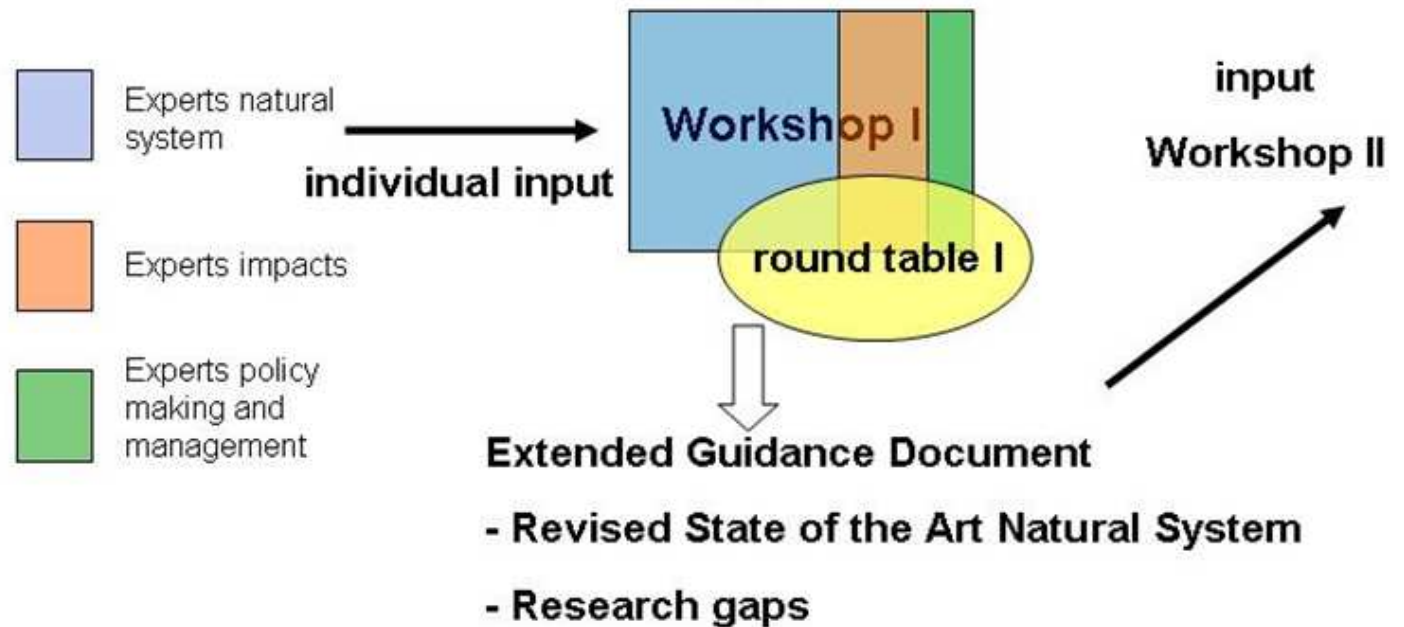 Experts natural
system
individual input
Workshop I
round table I
input
Workshop II
Experts impacts
Experts policy
making and
management
Extended Guidance Document
- Revised State of the Art Natural System
- Research gaps